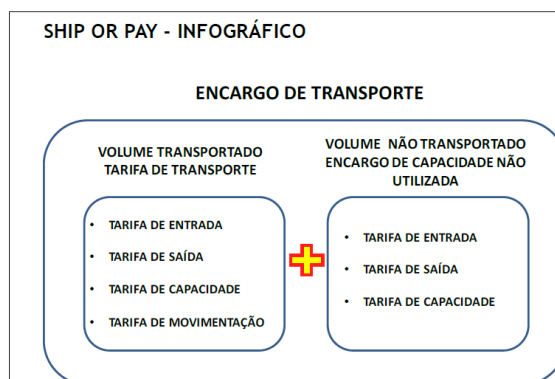 SHIP OR PAY - INFOGRÁFICO
ENCARGO DE TRANSPORTE
VOLUME TRANSPORTADO
TARIFA DE TRANSPORTE
• TARIFA DE ENTRADA
• TARIFA DE SAÍDA
• TARIFA DE CAPACIDADE
• TARIFA DE MOVIMENTAÇÃO
VOLUME NÃO TRANSPORTADO
ENCARGO DE CAPACIDADE NÃO
UTILIZADA
• TARIFA DE ENTRADA
• TARIFA DE SAÍDA
• TARIFA DE CAPACIDADE